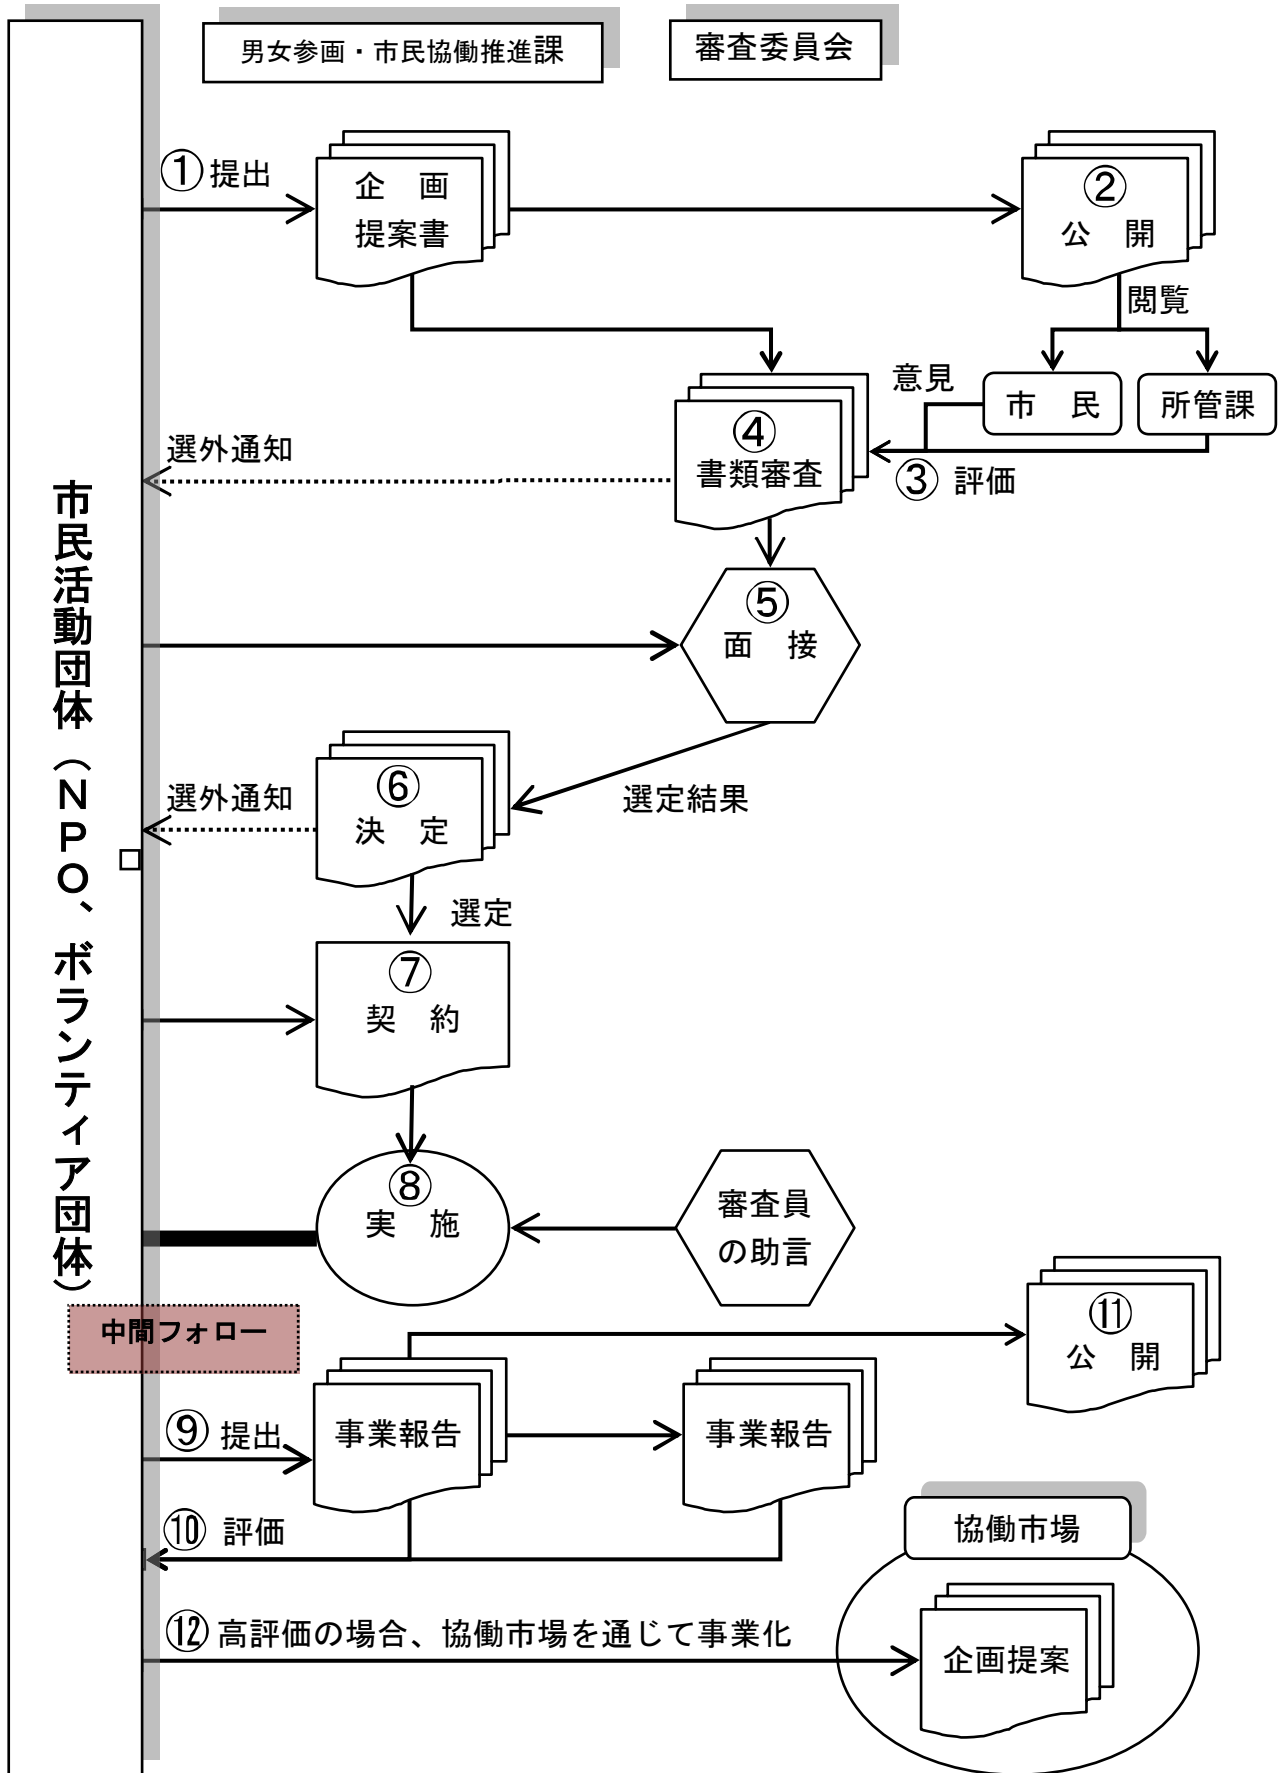 男女参画・市民協働推進課
審査委員会
市民活動団体（ＮＰＯ、ボランティア団体）
①提出
企　画
提案書
②
公　開
閲覧
市　民
所管課
意見
③ 評価
④
書類審査
選外通知
⑤
面　接
選定結果
⑥
決　定
選外通知
選定
⑦
契　約
⑧
実　施
審査員
の助言
中間フォロー
⑪
公　開
⑨ 提出
事業報告
事業報告
⑩ 評価
協働市場
⑫高評価の場合、協働市場を通じて事業化
企画提案